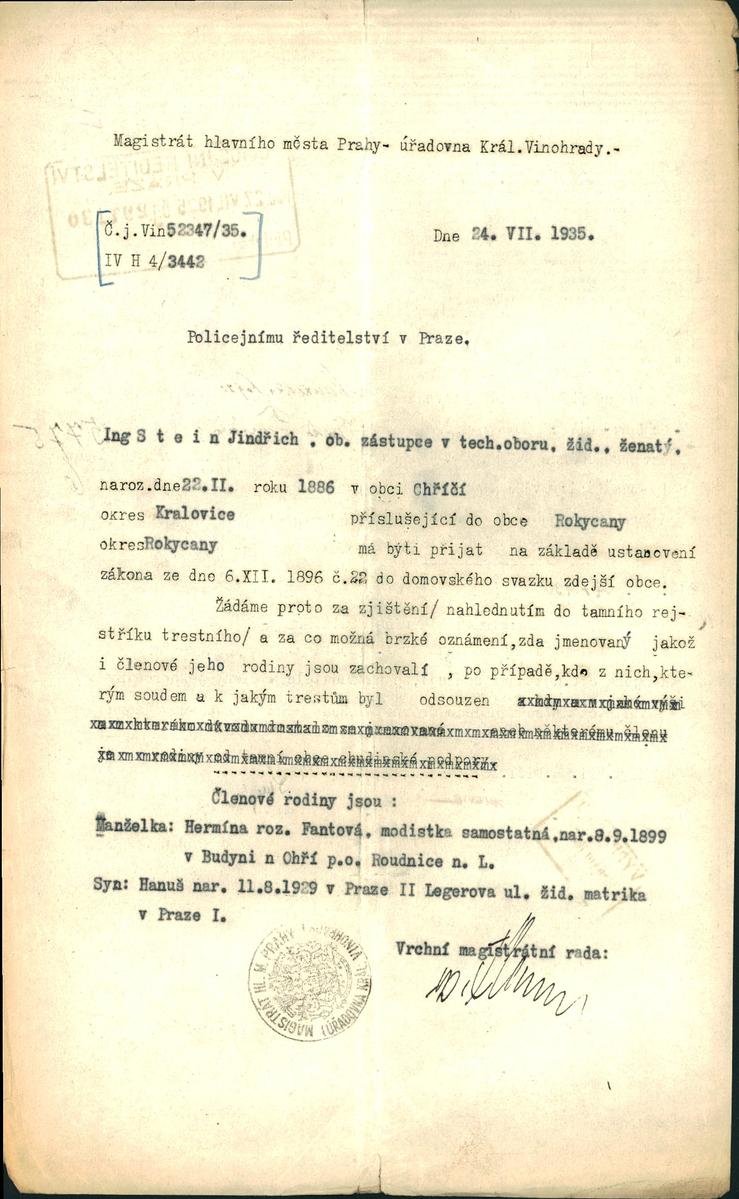 Magistrát hlavního města Prahy- úřadovna Král.Vinohrady.-
Č.j.Vin52347/35.
IV H 4/3442
Dne 24. VII. 1935.
Policejnímu ředitelství v Praze.
Ing S t e i n Jindřich , ob. zástupce v tech.oboru, žid., ženatý,
naroz.dne22.II. roku 1886 v obci Chříčí
okres Kralovice příslušející do obce Rokycany
okresRokycany má býti přijat na základě ustanovení
zákona ze dne 6.XII. 1896 č.22 do domovského svazku zdejší obce.
Žádáme proto za zjištění/ nahlednutím do tamního rej-
stříku trestního/ a za co možná brzké oznámení,zda jmenovaný jakož
i členové jeho rodiny jsou zachovalí , po případě,kdo z nich,kte-
rým soudem a k jakým trestům byl odsouzen
Členové rodiny jsou :
Manželka: Hermína roz. Fantová, modistka samostatná,nar.8.9.1899
v Budyni n Ohří p.o. Roudnice n. L.
Syn: Hanuš nar. 11.8.1929 v Praze II Legerova ul. žid. matrika
v Praze I.
Vrchní magistrátní rada:
MAGISTRÁT HL. M. PRAHY